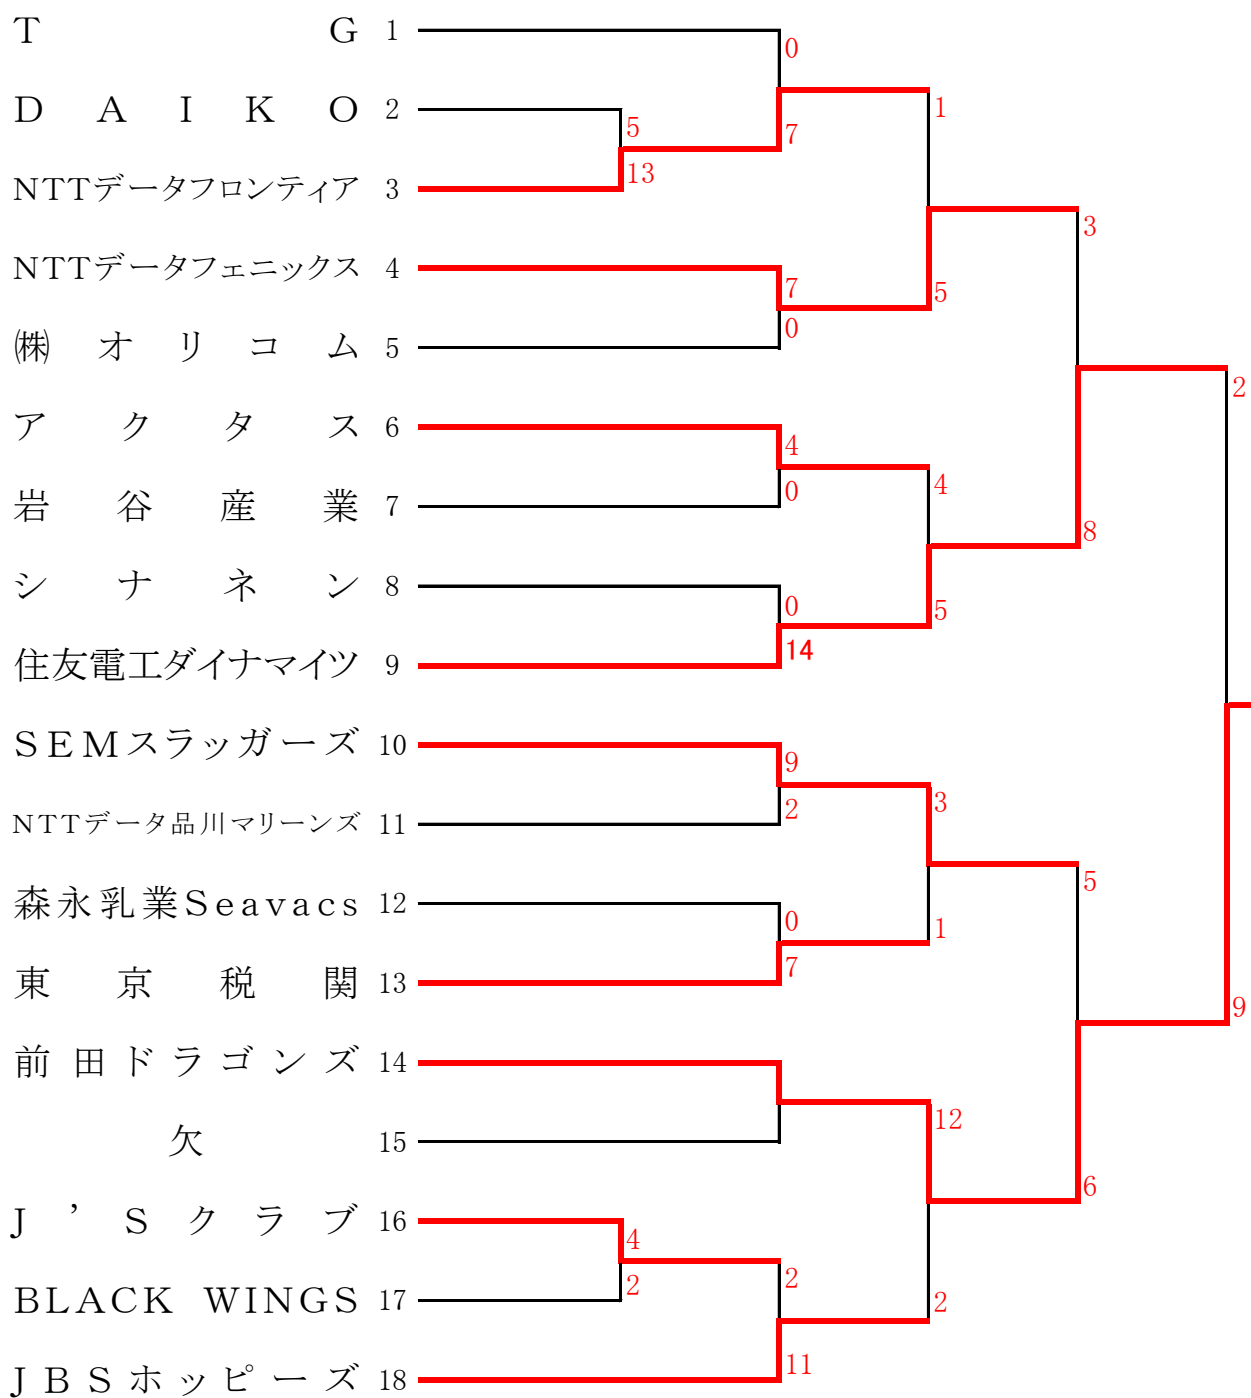 T G 1
0
D A I K O 2
1
5
7
13
NTTデータフロンティア 3
3
NTTデータフェニックス 4
7
5
0
㈱ オ リ コ ム 5
2
ア ク タ ス 6
4
4
0
岩 谷 産 業 7
8
シ ナ ネ ン 8
0
5
14
住友電工ダイナマイツ 9
SEMスラッガーズ 10
9
3
2
NTTデータ品川マリーンズ 11
5
森永乳業Seavacs 12
0
1
7
東 京 税 関 13
9
前田ドラゴンズ 14
12
欠 15
6
J ’ S ク ラ ブ 16
4
2
2
BLACK WINGS 17
2
11
JBSホッピーズ 18